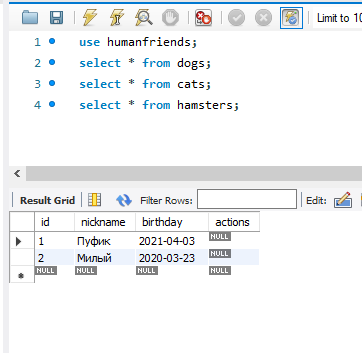 Limit to 10
1 use humanfriends;
2 select * from dogs;
3 select * from cats;
4 select * from hamsters;
Result Grid Filter Rows: Edit:
id nickname birthday actions
1 Пуфик 2021-04-03 NULL
2 Милый 2020-03-23 NULL
NULL NULL NULL NULL